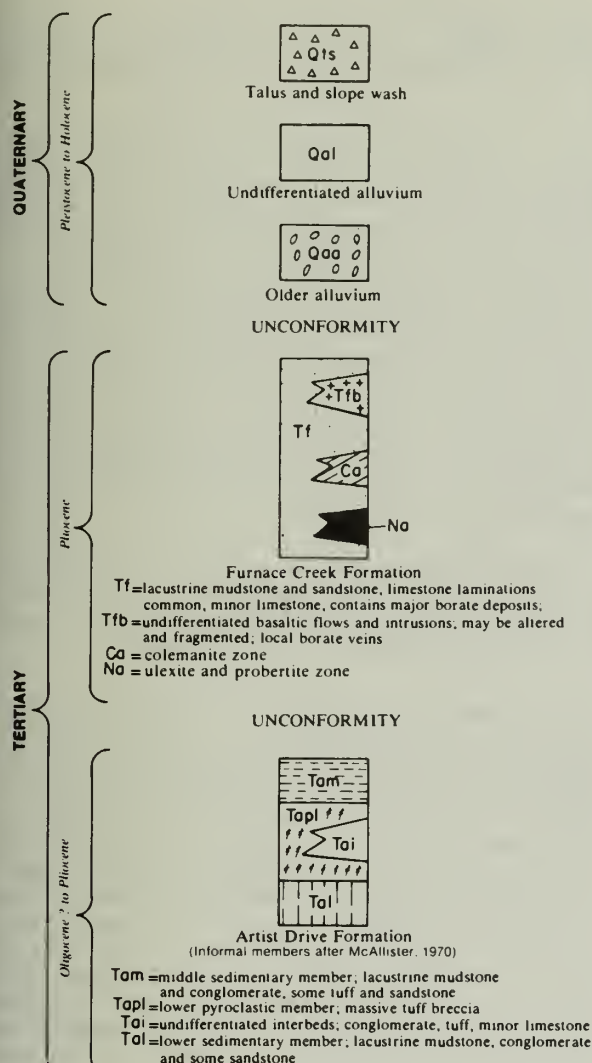 QUATERNARY
Pleistocene to Holocene
Qts
Talus and slope wash
Qal
Undifferentiated alluvium
Qoa
Older alluvium
UNCONFORMITY
TERTIARY
Pliocene
Tfb
Tf
Ca
Na
Furnace Creek Formation
Tf=lacustrine mudstone and sandstone, limestone laminations
common, minor limestone, contains major borate deposits;
Tfb=undifferentiated basaltic flows and intrusions; may be altered
and fragmented; local borate veins
Ca = colemanite zone
Na = ulexite and probertite zone
UNCONFORMITY
Oligocene ? to Pliocene
Tam
Tapl
Tai
Tal
Artist Drive Formation
(Informal members after McAllister, 1970)
Tam =middle sedimentary member; lacustrine mudstone
and conglomerate, some tuff and sandstone
Tapl=lower pyroclastic member; massive tuff breccia
Tai=undifferentiated interbeds; conglomerate, tuff, minor limestone
Tal=lower sedimentary member; lacustrine mudstone, conglomerate
and some sandstone